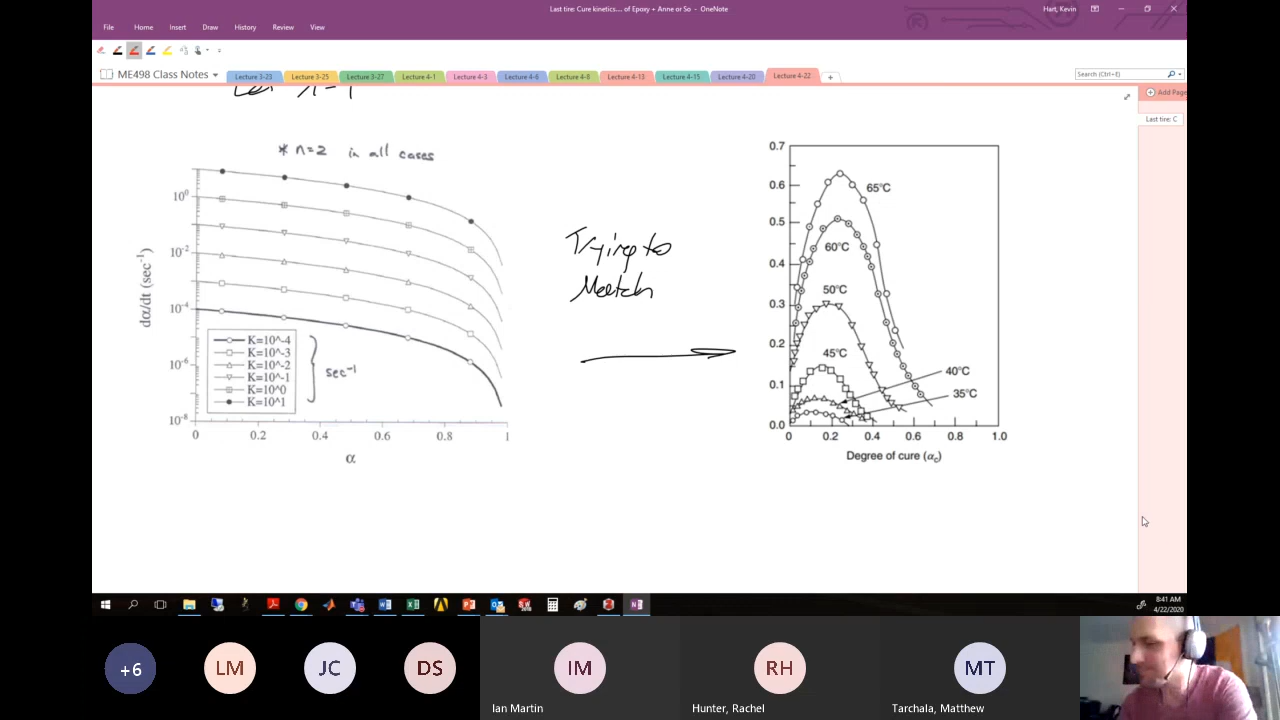 Last tire: Cure kinetics.... of Epoxy + Anne or So - OneNote
Hart, Kevin
File Home Insert Draw History Review View
ME498 Class Notes
Lecture 3-23 Lecture 3-25 Lecture 3-27 Lecture 4-1 Lecture 4-3 Lecture 4-6 Lecture 4-8 Lecture 4-13 Lecture 4-15 Lecture 4-20 Lecture 4-22
Search (Ctrl+E)
Add Page
Last tire: C
* n=2 in all cases
dα/dt (sec⁻¹)
10⁰
10⁻²
10⁻⁴
10⁻⁶
10⁻⁸
K=10^-4
K=10^-3
K=10^-2
K=10^-1
K=10^0
K=10^1
sec⁻¹
0 0.2 0.4 0.6 0.8 1
α
Trying to
Match
0.7
0.6
0.5
0.4
0.3
0.2
0.1
0.0
65°C
60°C
50°C
45°C
40°C
35°C
0 0.2 0.4 0.6 0.8 1.0
Degree of cure (αc)
8:41 AM
4/22/2020
+6
LM
JC
DS
IM
RH
MT
Ian Martin
Hunter, Rachel
Tarchala, Matthew